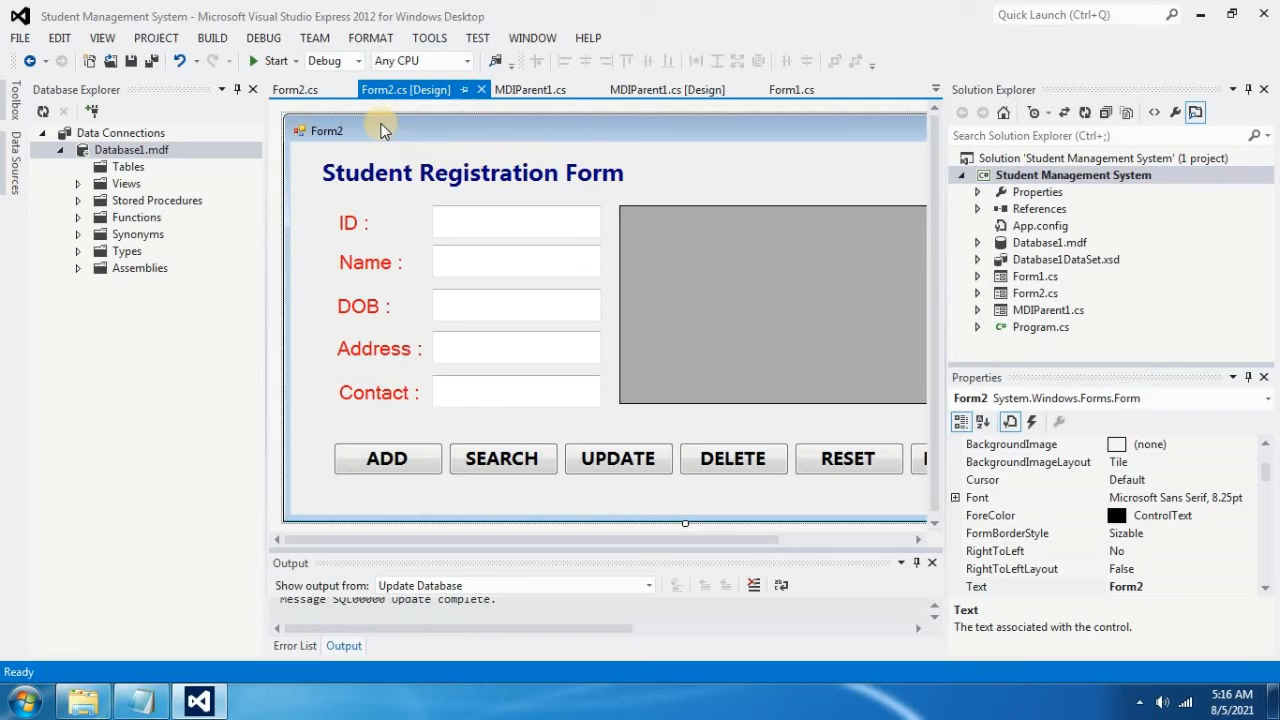 Student Management System - Microsoft Visual Studio Express 2012 for Windows Desktop
Quick Launch (Ctrl+Q)
FILE EDIT VIEW PROJECT BUILD DEBUG TEAM FORMAT TOOLS TEST WINDOW HELP
Start Debug Any CPU
Toolbox
Data Sources
Database Explorer
Data Connections
Database1.mdf
Tables
Views
Stored Procedures
Functions
Synonyms
Types
Assemblies
Form2.cs Form2.cs [Design] MDIParent1.cs MDIParent1.cs [Design] Form1.cs
Form2
Student Registration Form
ID :
Name :
DOB :
Address :
Contact :
ADD SEARCH UPDATE DELETE RESET
Output
Show output from: Update Database
Message SQL00000 Update complete.
Error List Output
Solution Explorer
Search Solution Explorer (Ctrl+;)
Solution 'Student Management System' (1 project)
Student Management System
Properties
References
App.config
Database1.mdf
Database1DataSet.xsd
Form1.cs
Form2.cs
MDIParent1.cs
Program.cs
Properties
Form2 System.Windows.Forms.Form
BackgroundImage (none)
BackgroundImageLayout Tile
Cursor Default
Font Microsoft Sans Serif, 8.25pt
ForeColor ControlText
FormBorderStyle Sizable
RightToLeft No
RightToLeftLayout False
Text Form2
Text
The text associated with the control.
Ready
5:16 AM
8/5/2021